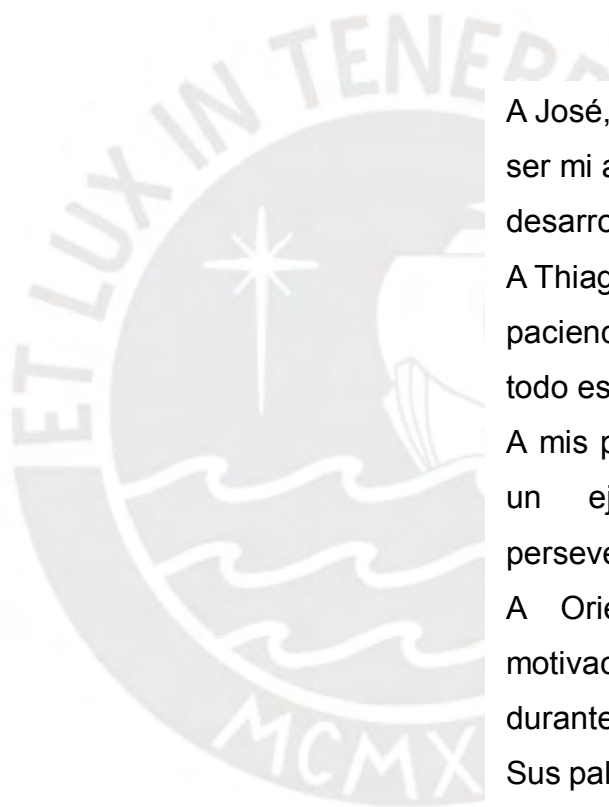 ET LUX IN TENE
A José,
ser mi a
desarro
A Thiag
pacienc
todo es
A mis p
un ej
perseve
A Orie
motivac
durante
Sus pal
MCMX